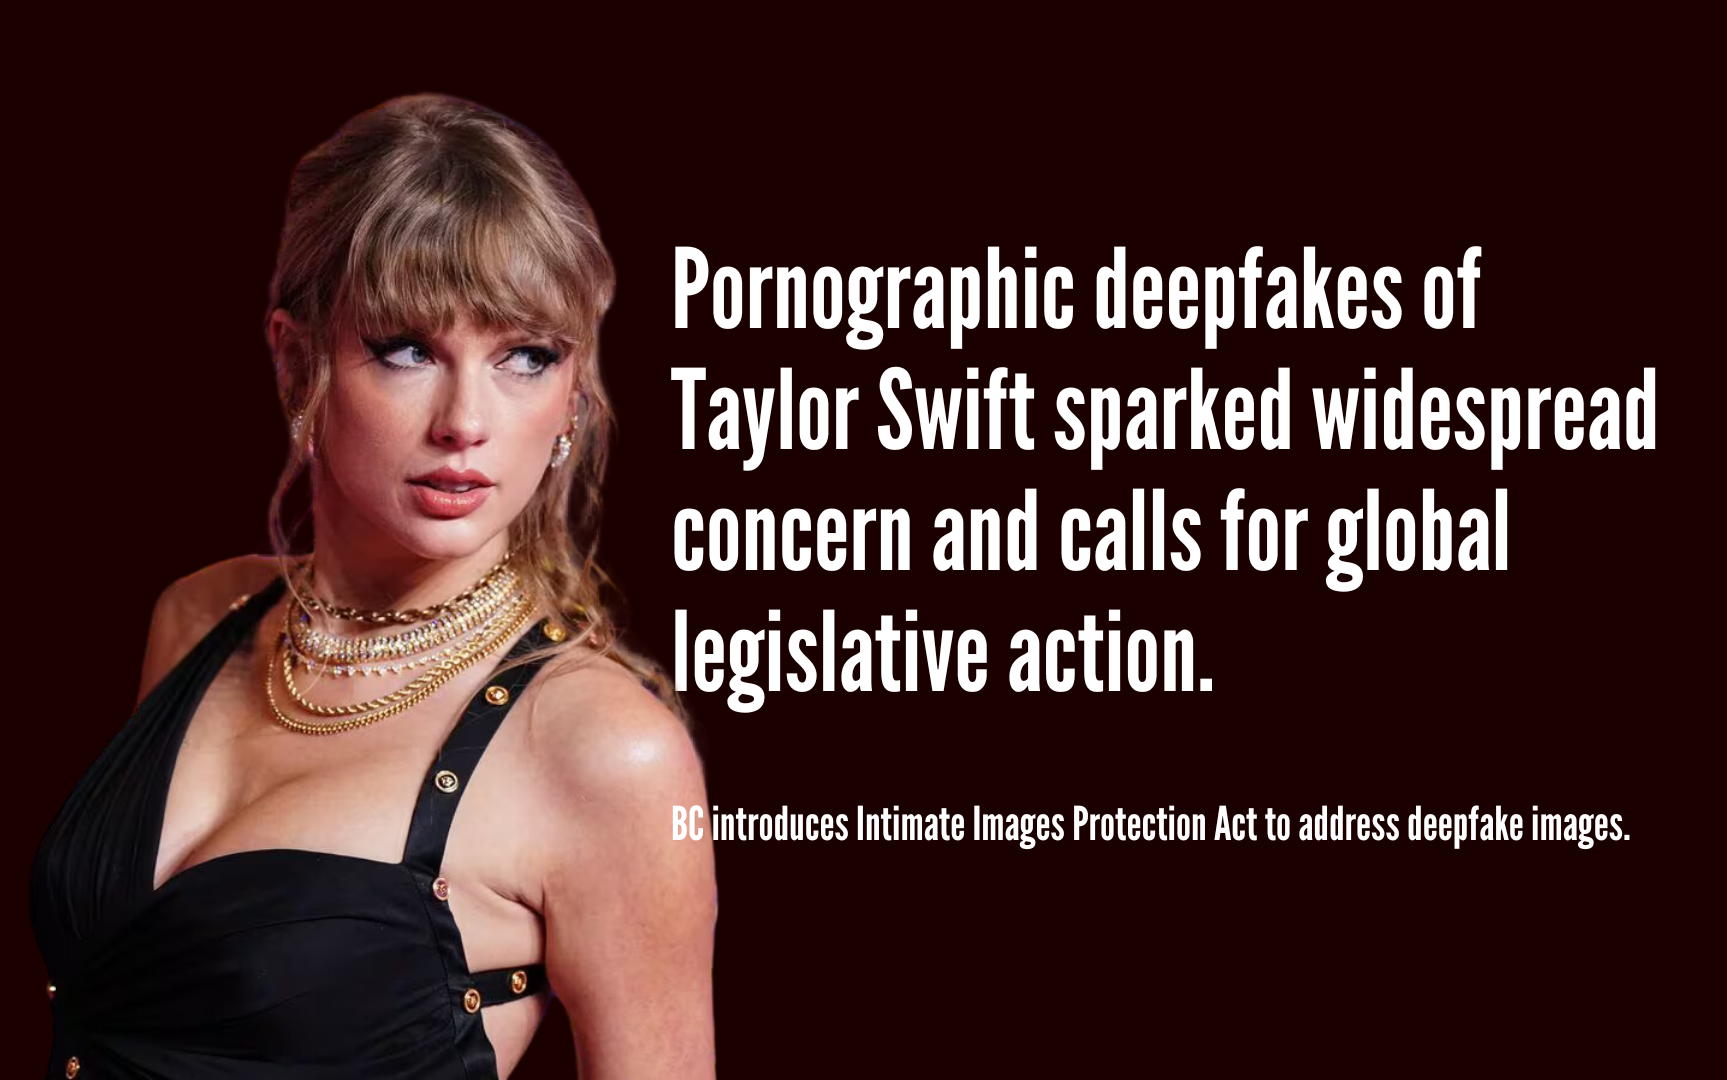 Pornographic deepfakes of
Taylor Swift sparked widespread
concern and calls for global
legislative action.
BC introduces Intimate Images Protection Act to address deepfake images.